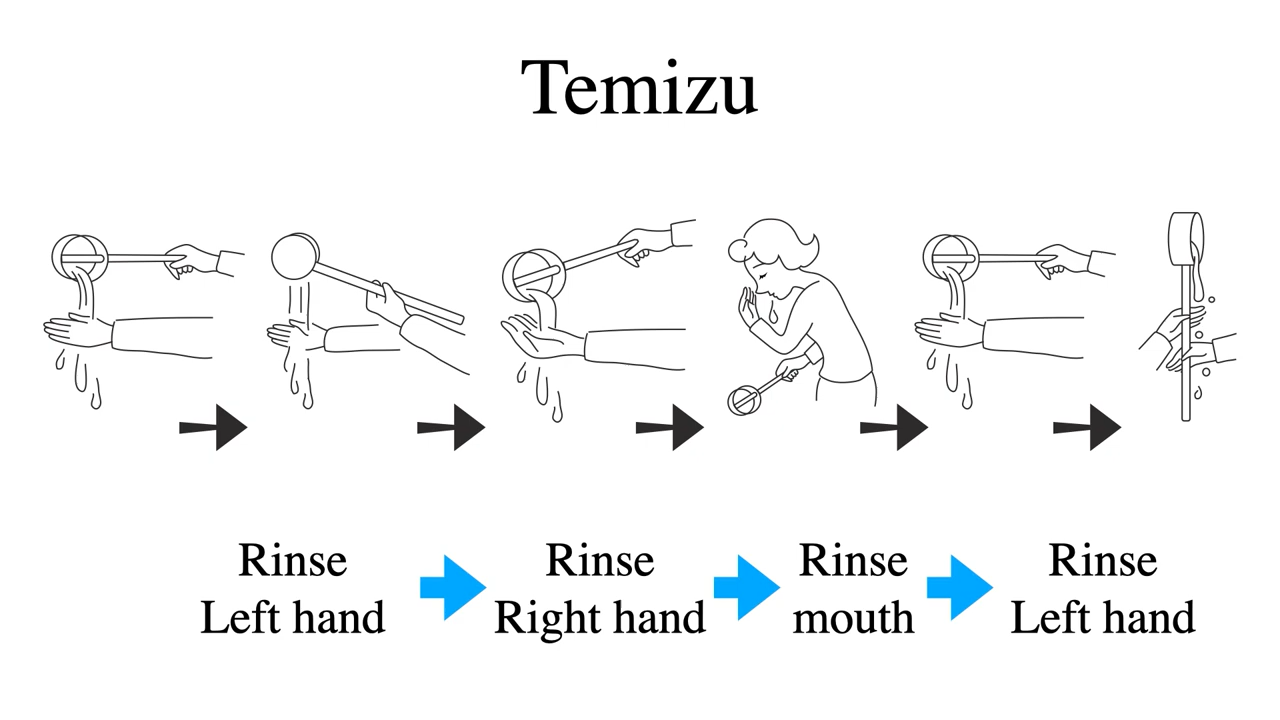 Temizu
Rinse
Left hand
Rinse
Right hand
Rinse
mouth
Rinse
Left hand